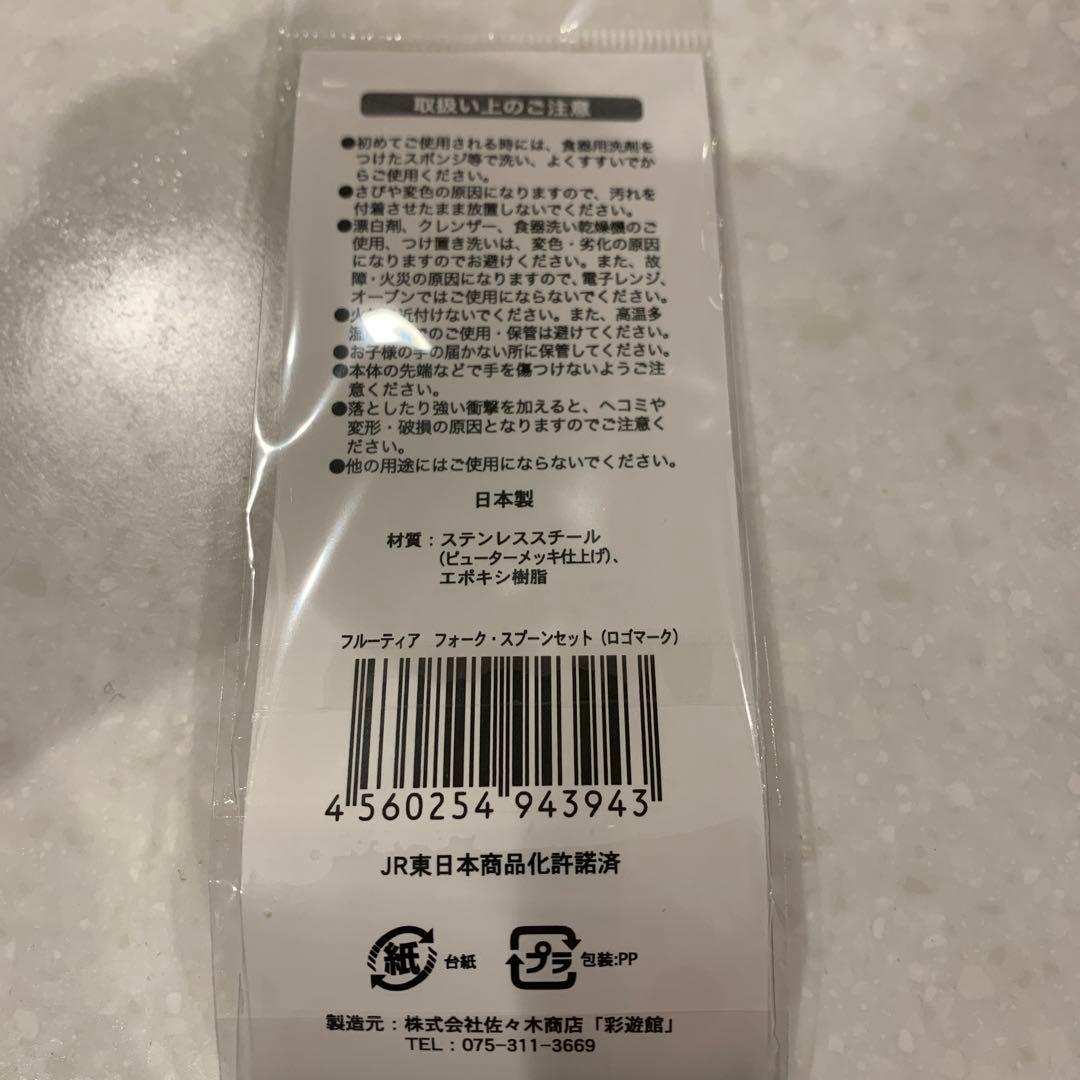 取扱い上のご注意
●初めてご使用される時には、食器用洗剤を
つけたスポンジ等で洗い、よくすすいでか
らご使用ください。
●さびや変色の原因になりますので、汚れを
付着させたまま放置しないでください。
●漂白剤、クレンザー、食器洗い乾燥機のご
使用、つけ置き洗いは、変色・劣化の原因
になりますのでお避けください。また、故
障・火災の原因になりますので、電子レンジ、
オーブンではご使用にならないでください。
●火 近付けないでください。また、高温多
湿 のご使用・保管は避けてください。
●お子様の手の届かない所に保管してください。
●本体の先端などで手を傷つけないようご注
意ください。
●落としたり強い衝撃を加えると、ヘコミや
変形・破損の原因となりますのでご注意く
ださい。
●他の用途にはご使用にならないでください。
日本製
材質：ステンレススチール
（ピューターメッキ仕上げ）、
エポキシ樹脂
フルーティア フォーク・スプーンセット（ロゴマーク）
4 560254 943943
JR東日本商品化許諾済
紙 台紙 プラ 包装:PP
製造元：株式会社佐々木商店「彩遊館」
TEL：075-311-3669